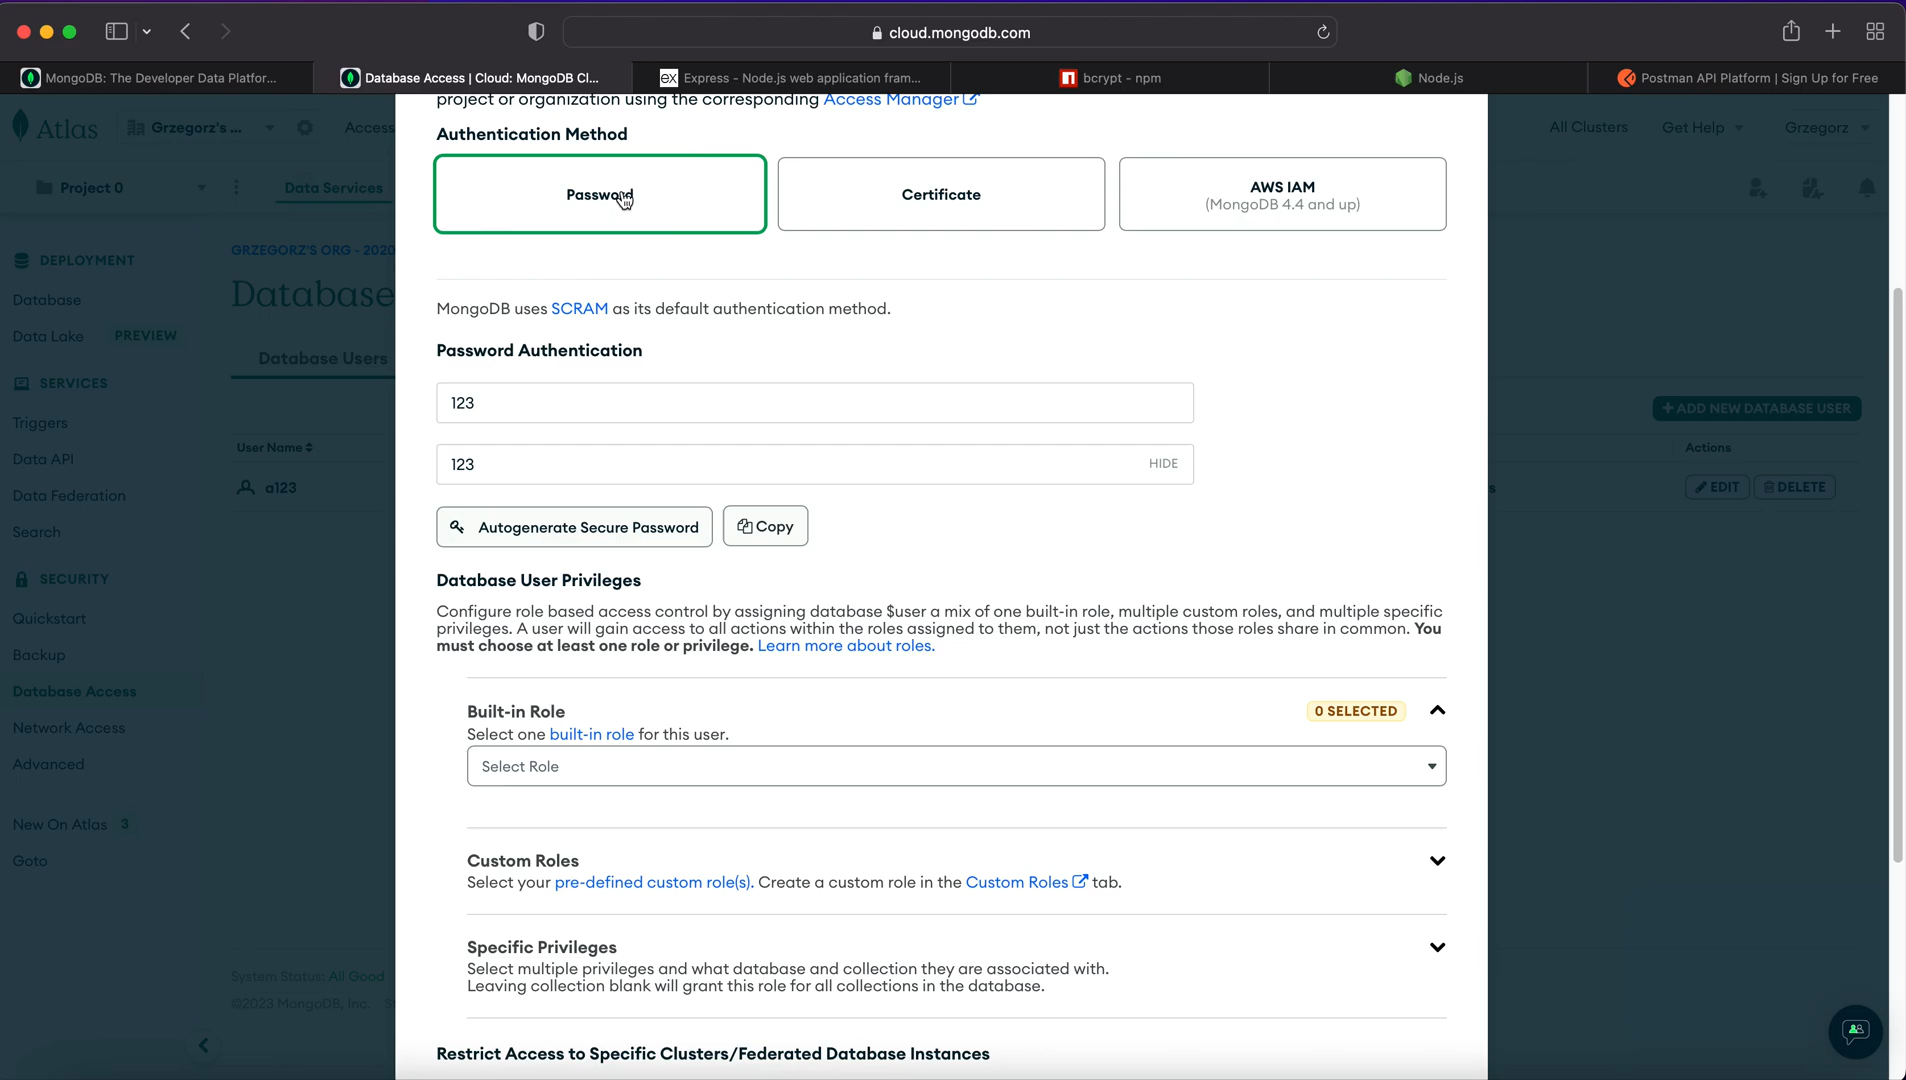 cloud.mongodb.com
MongoDB: The Developer Data Platfor...
Database Access | Cloud: MongoDB Cl...
EX Express - Node.js web application fram...
n bcrypt - npm
Node.js
Postman API Platform | Sign Up for Free
project or organization using the corresponding Access Manager
Atlas
Grzegorz's ...
Access
All Clusters
Get Help
Grzegorz
Authentication Method
Password
Certificate
AWS IAM
(MongoDB 4.4 and up)
Project 0
Data Services
DEPLOYMENT
Database
Data Lake
PREVIEW
SERVICES
Triggers
Data API
Data Federation
Search
SECURITY
Quickstart
Backup
Database Access
Network Access
Advanced
New On Atlas 3
Goto
GRZEGORZ'S ORG - 2020
Database
Database Users
User Name
a123
System Status: All Good
©2023 MongoDB, Inc. S
MongoDB uses SCRAM as its default authentication method.
Password Authentication
123
123
HIDE
Autogenerate Secure Password
Copy
Database User Privileges
Configure role based access control by assigning database $user a mix of one built-in role, multiple custom roles, and multiple specific
privileges. A user will gain access to all actions within the roles assigned to them, not just the actions those roles share in common. You
must choose at least one role or privilege. Learn more about roles.
Built-in Role
0 SELECTED
Select one built-in role for this user.
Select Role
Custom Roles
Select your pre-defined custom role(s). Create a custom role in the Custom Roles tab.
Specific Privileges
Select multiple privileges and what database and collection they are associated with.
Leaving collection blank will grant this role for all collections in the database.
Restrict Access to Specific Clusters/Federated Database Instances
+ ADD NEW DATABASE USER
Actions
s
EDIT
DELETE